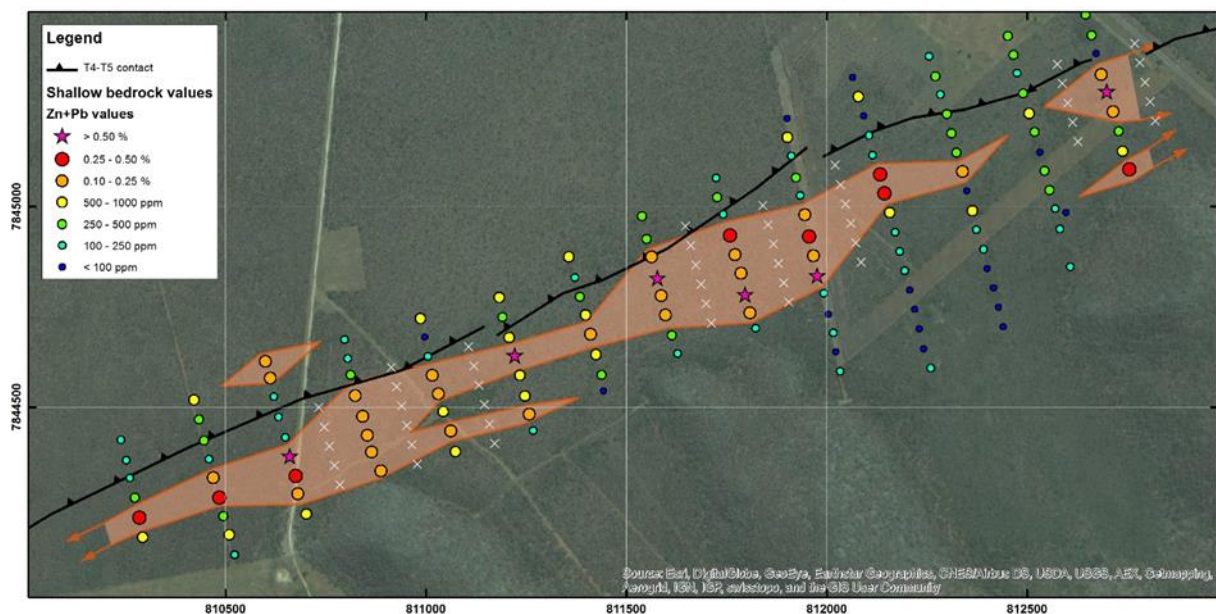 Legend
T4-T5 contact
Shallow bedrock values
Zn+Pb values
> 0.50 %
0.25 - 0.50 %
0.10 - 0.25 %
500 - 1000 ppm
250 - 500 ppm
100 - 250 ppm
< 100 ppm
7845000
7844500
Source: Esri, DigitalGlobe, GeoEye, Earthstar Geographics, CNES/Airbus DS, USDA, USGS, AEX, Getmapping,
Aerogrid, IGN, IGP, swisstopo, and the GIS User Community
810500 811000 811500 812000 812500